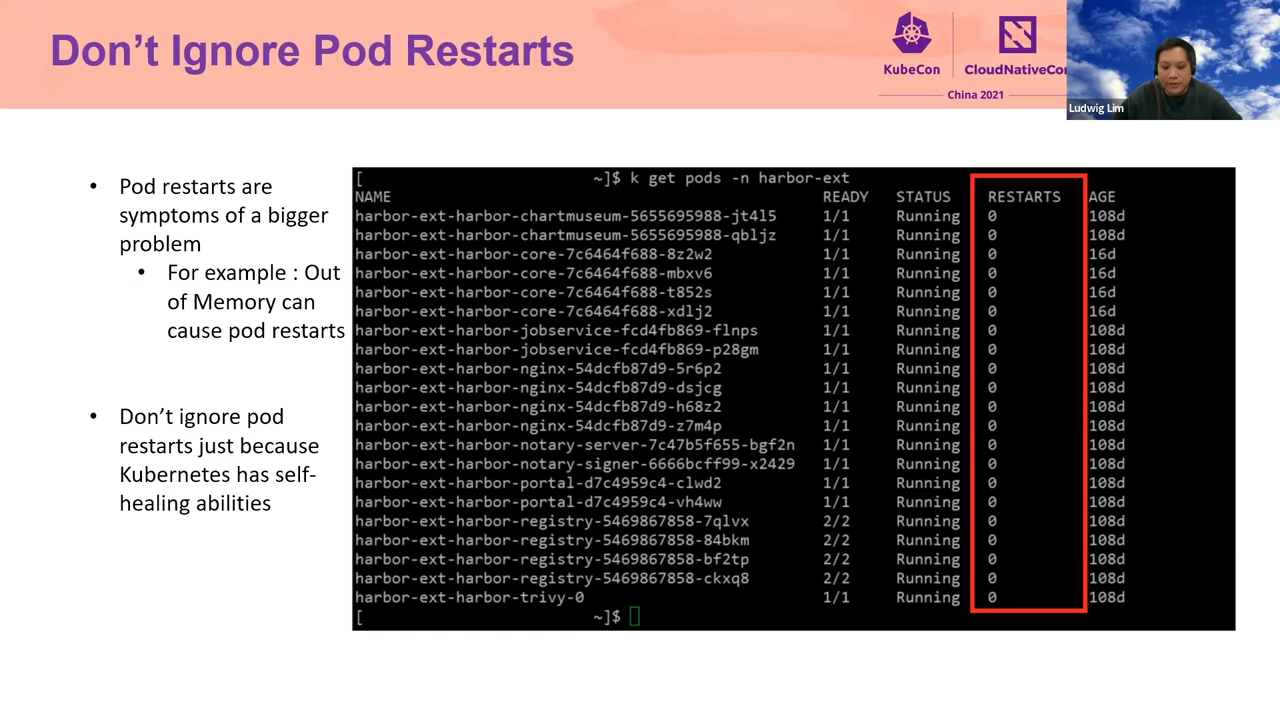 Don't Ignore Pod Restarts
KubeCon
CloudNativeCon
China 2021
Ludwig Lim
• Pod restarts are
symptoms of a bigger
problem
• For example : Out
of Memory can
cause pod restarts
• Don't ignore pod
restarts just because
Kubernetes has self-
healing abilities
[ ~]$ k get pods -n harbor-ext
NAME READY STATUS RESTARTS AGE
harbor-ext-harbor-chartmuseum-5655695988-jt4l5 1/1 Running 0 108d
harbor-ext-harbor-chartmuseum-5655695988-qbljz 1/1 Running 0 108d
harbor-ext-harbor-core-7c6464f688-8z2w2 1/1 Running 0 16d
harbor-ext-harbor-core-7c6464f688-mbxv6 1/1 Running 0 16d
harbor-ext-harbor-core-7c6464f688-t852s 1/1 Running 0 16d
harbor-ext-harbor-core-7c6464f688-xdlj2 1/1 Running 0 16d
harbor-ext-harbor-jobservice-fcd4fb869-flnps 1/1 Running 0 108d
harbor-ext-harbor-jobservice-fcd4fb869-p28gm 1/1 Running 0 108d
harbor-ext-harbor-nginx-54dcfb87d9-5r6p2 1/1 Running 0 108d
harbor-ext-harbor-nginx-54dcfb87d9-dsjcg 1/1 Running 0 108d
harbor-ext-harbor-nginx-54dcfb87d9-h68z2 1/1 Running 0 108d
harbor-ext-harbor-nginx-54dcfb87d9-z7m4p 1/1 Running 0 108d
harbor-ext-harbor-notary-server-7c47b5f655-bgf2n 1/1 Running 0 108d
harbor-ext-harbor-notary-signer-6666bcff99-x2429 1/1 Running 0 108d
harbor-ext-harbor-portal-d7c4959c4-clwd2 1/1 Running 0 108d
harbor-ext-harbor-portal-d7c4959c4-vh4ww 1/1 Running 0 108d
harbor-ext-harbor-registry-5469867858-7qlvx 2/2 Running 0 108d
harbor-ext-harbor-registry-5469867858-84bkm 2/2 Running 0 108d
harbor-ext-harbor-registry-5469867858-bf2tp 2/2 Running 0 108d
harbor-ext-harbor-registry-5469867858-ckxq8 2/2 Running 0 108d
harbor-ext-harbor-trivy-0 1/1 Running 0 108d
[ ~]$